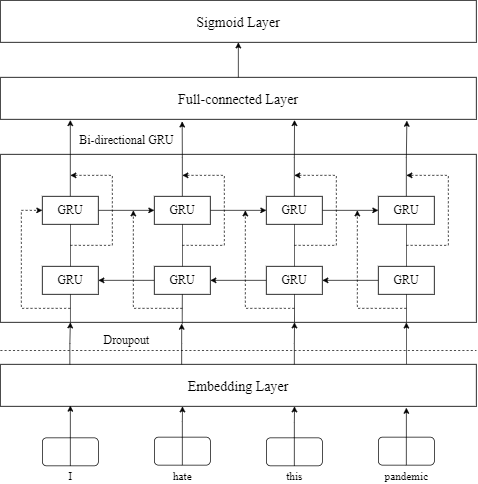 Sigmoid Layer
Full-connected Layer
Bi-directional GRU
GRU GRU GRU GRU
GRU GRU GRU GRU
Droupout
Embedding Layer
I hate this pandemic